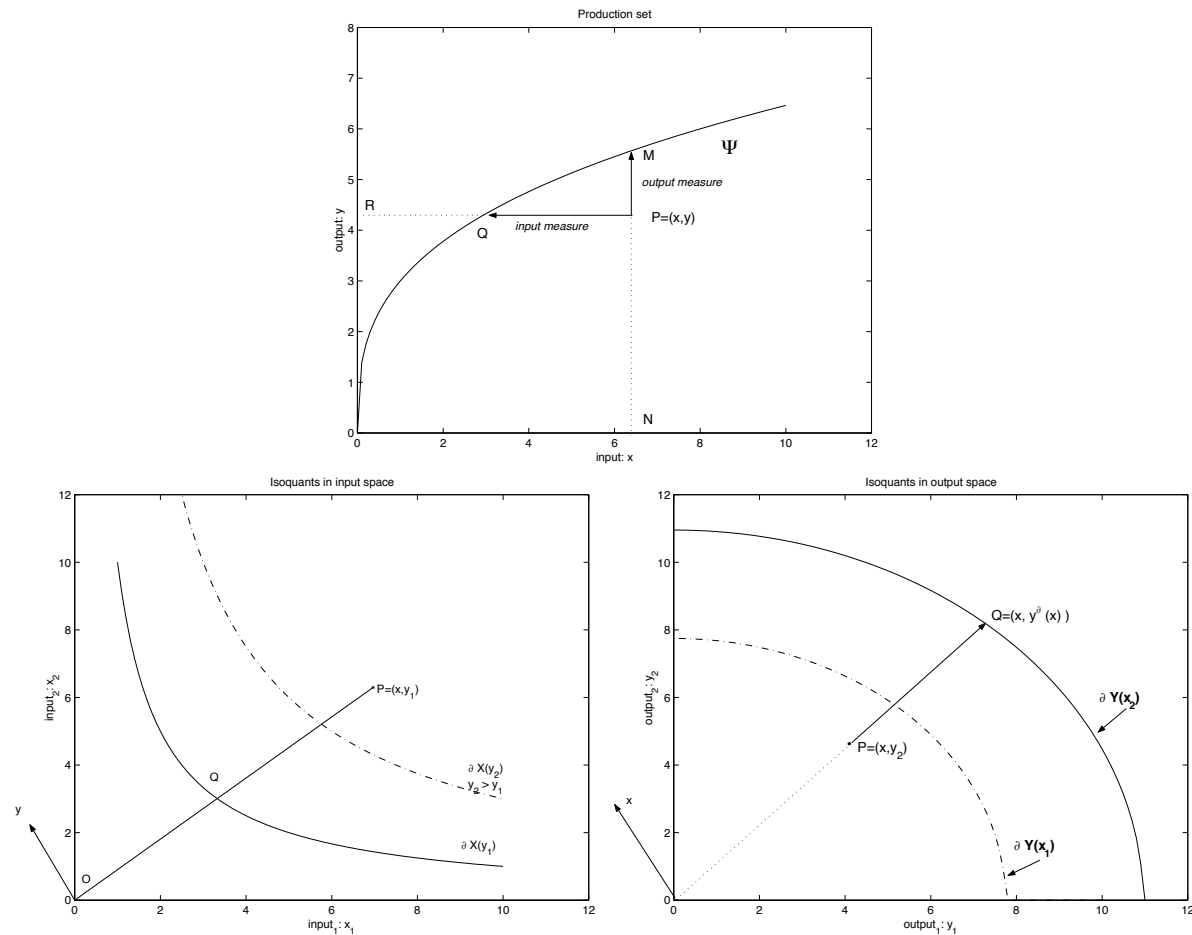 Production set
8
7
6
5
4
3
2
1
0
output: y
R
Q
M
Ψ
output measure
input measure
P=(x,y)
N
0 2 4 6 8 10 12
input: x
Isoquants in input space
12
10
8
6
4
2
0
input₂: x₂
P=(x,y₁)
Q
∂ X(y₂)
y₂ > y₁
∂ X(y₁)
y
O
0 2 4 6 8 10 12
input₁: x₁
Isoquants in output space
12
10
8
6
4
2
0
output₂: y₂
Q=(x, y^∂ (x) )
∂ Y(x₂)
P=(x,y₂)
x
∂ Y(x₁)
0 2 4 6 8 10 12
output₁: y₁